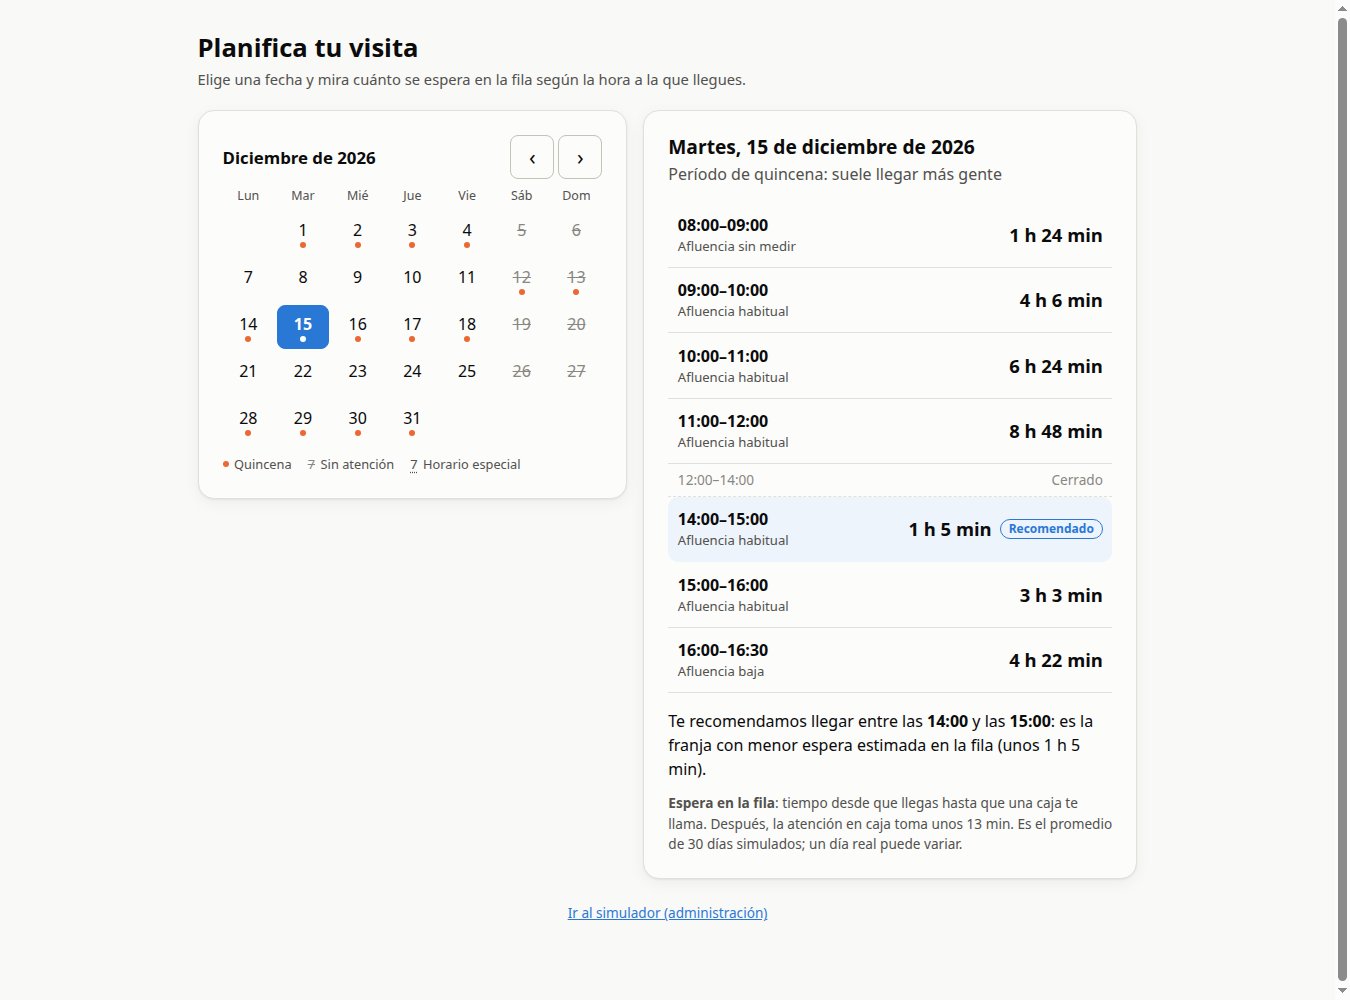 Planifica tu visita
Elige una fecha y mira cuánto se espera en la fila según la hora a la que llegues.
Diciembre de 2026 ‹ ›
Lun Mar Mié Jue Vie Sáb Dom
1 2 3 4 5 6
7 8 9 10 11 12 13
14 15 16 17 18 19 20
21 22 23 24 25 26 27
28 29 30 31
Quincena 7 Sin atención 7 Horario especial
Martes, 15 de diciembre de 2026
Período de quincena: suele llegar más gente
08:00–09:00
Afluencia sin medir
1 h 24 min
09:00–10:00
Afluencia habitual
4 h 6 min
10:00–11:00
Afluencia habitual
6 h 24 min
11:00–12:00
Afluencia habitual
8 h 48 min
12:00–14:00 Cerrado
14:00–15:00
Afluencia habitual
1 h 5 min Recomendado
15:00–16:00
Afluencia habitual
3 h 3 min
16:00–16:30
Afluencia baja
4 h 22 min
Te recomendamos llegar entre las 14:00 y las 15:00: es la
franja con menor espera estimada en la fila (unos 1 h 5
min).
Espera en la fila: tiempo desde que llegas hasta que una caja te
llama. Después, la atención en caja toma unos 13 min. Es el promedio
de 30 días simulados; un día real puede variar.
Ir al simulador (administración)